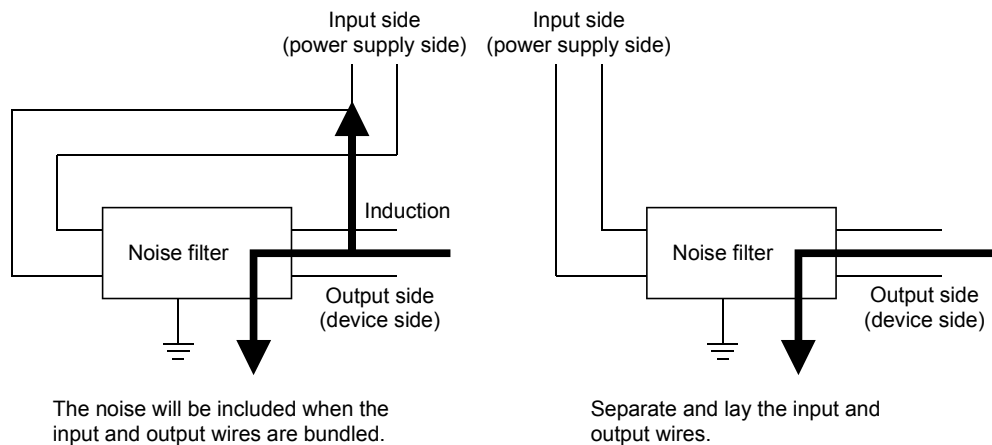 Input side
(power supply side)
Induction
Noise filter
Output side
(device side)
The noise will be included when the
input and output wires are bundled.
Input side
(power supply side)
Noise filter
Output side
(device side)
Separate and lay the input and
output wires.